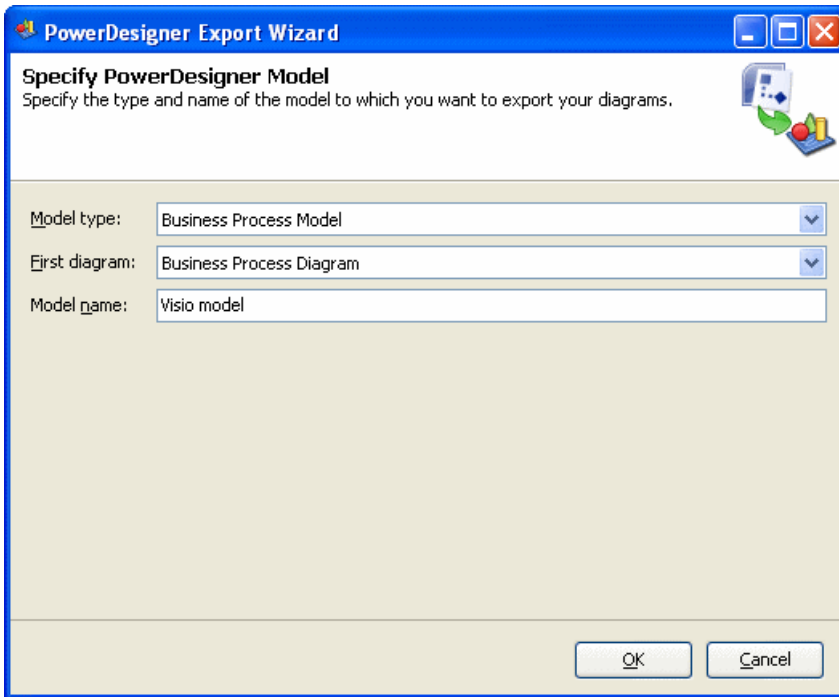 PowerDesigner Export Wizard
Specify PowerDesigner Model
Specify the type and name of the model to which you want to export your diagrams.
Model type: Business Process Model
First diagram: Business Process Diagram
Model name: Visio model
OK Cancel